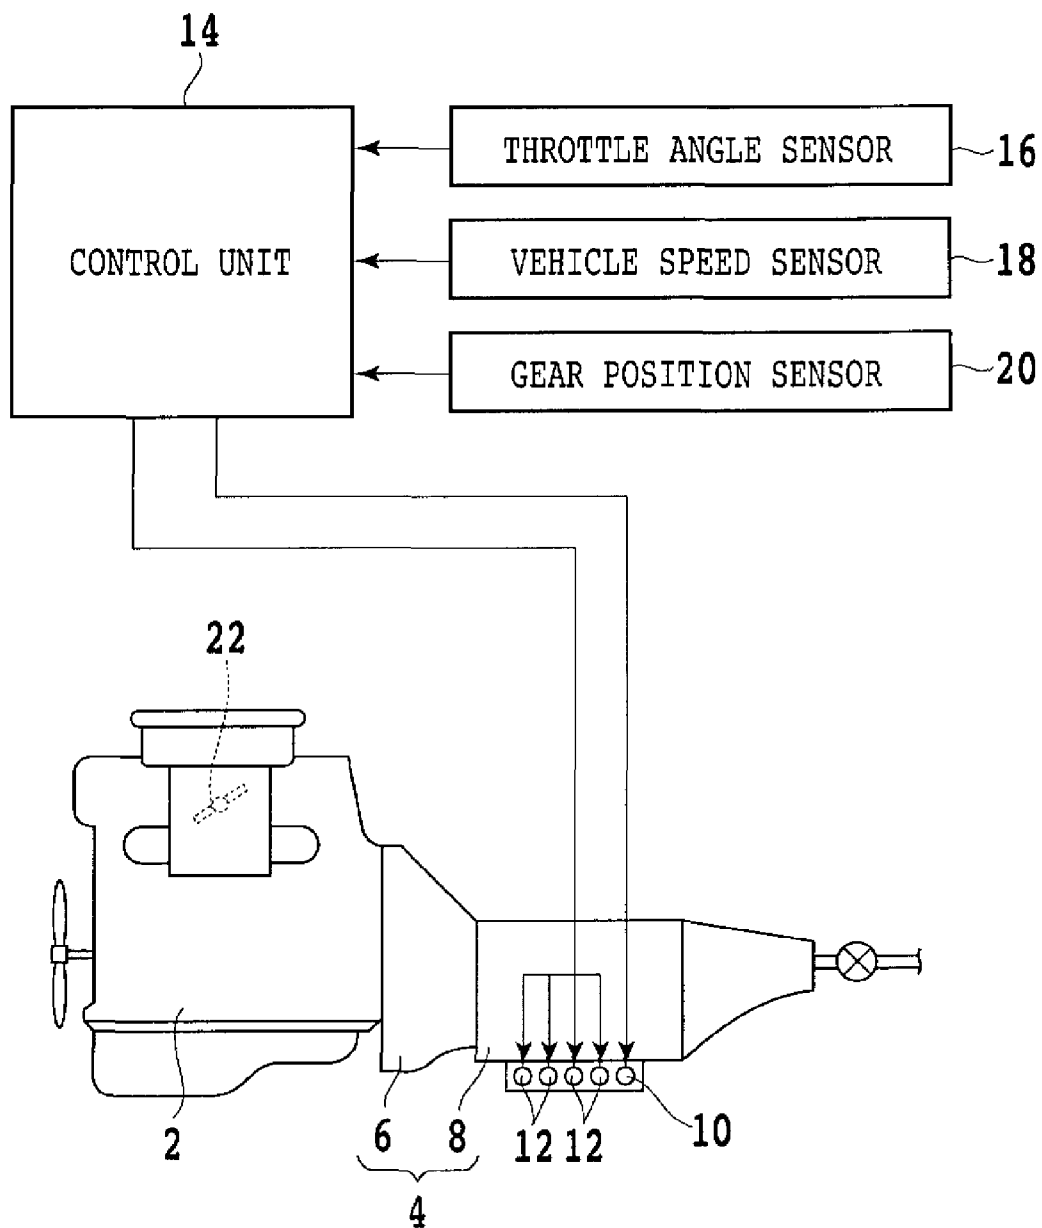 14
THROTTLE ANGLE SENSOR 16
CONTROL UNIT
VEHICLE SPEED SENSOR 18
GEAR POSITION SENSOR 20
22
2 6 8 12 12 10
4